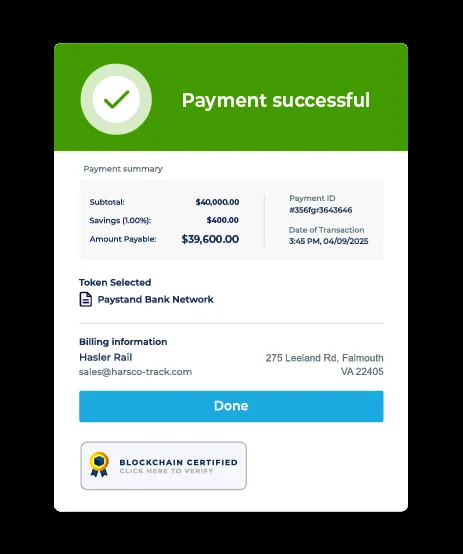 Payment successful
Payment summary
Subtotal: $40,000.00
Savings (1.00%): $400.00
Amount Payable: $39,600.00
Payment ID
#356fgr3643646
Date of Transaction
3:45 PM, 04/09/2025
Token Selected
Paystand Bank Network
Billing information
Hasler Rail
sales@harsco-track.com
275 Leeland Rd, Falmouth
VA 22405
Done
BLOCKCHAIN CERTIFIED
CLICK HERE TO VERIFY